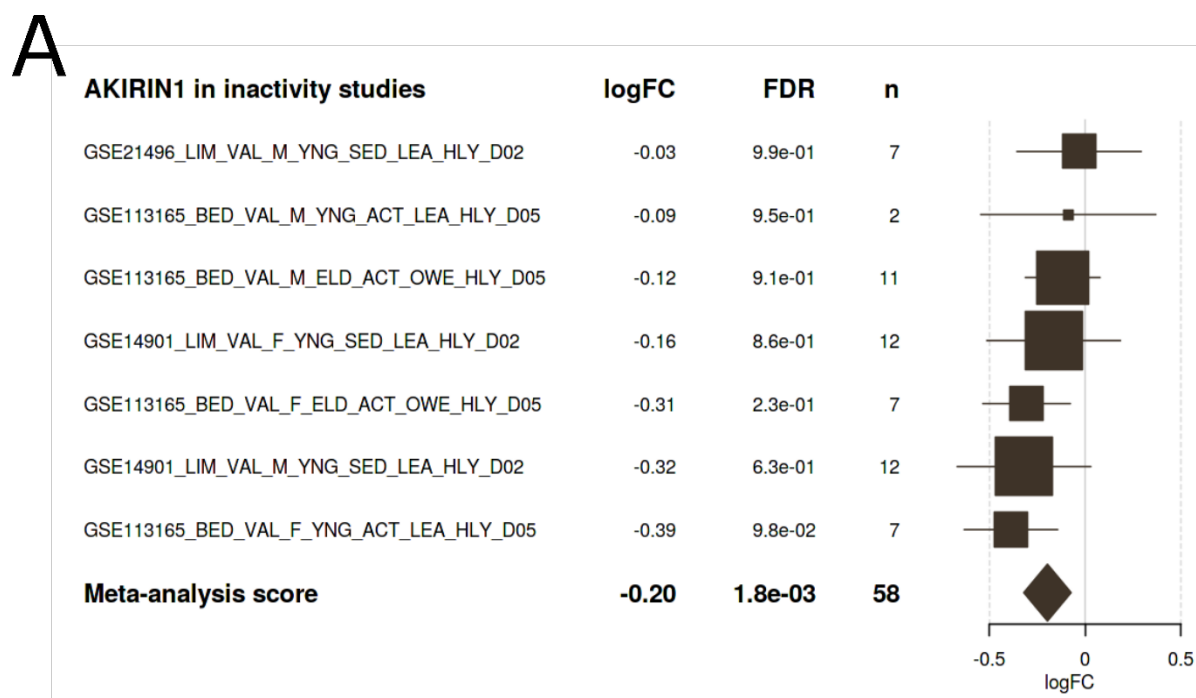 A
AKIRIN1 in inactivity studies logFC FDR n
GSE21496_LIM_VAL_M_YNG_SED_LEA_HLY_D02 -0.03 9.9e-01 7
GSE113165_BED_VAL_M_YNG_ACT_LEA_HLY_D05 -0.09 9.5e-01 2
GSE113165_BED_VAL_M_ELD_ACT_OWE_HLY_D05 -0.12 9.1e-01 11
GSE14901_LIM_VAL_F_YNG_SED_LEA_HLY_D02 -0.16 8.6e-01 12
GSE113165_BED_VAL_F_ELD_ACT_OWE_HLY_D05 -0.31 2.3e-01 7
GSE14901_LIM_VAL_M_YNG_SED_LEA_HLY_D02 -0.32 6.3e-01 12
GSE113165_BED_VAL_F_YNG_ACT_LEA_HLY_D05 -0.39 9.8e-02 7
Meta-analysis score -0.20 1.8e-03 58
-0.5 0 0.5
logFC